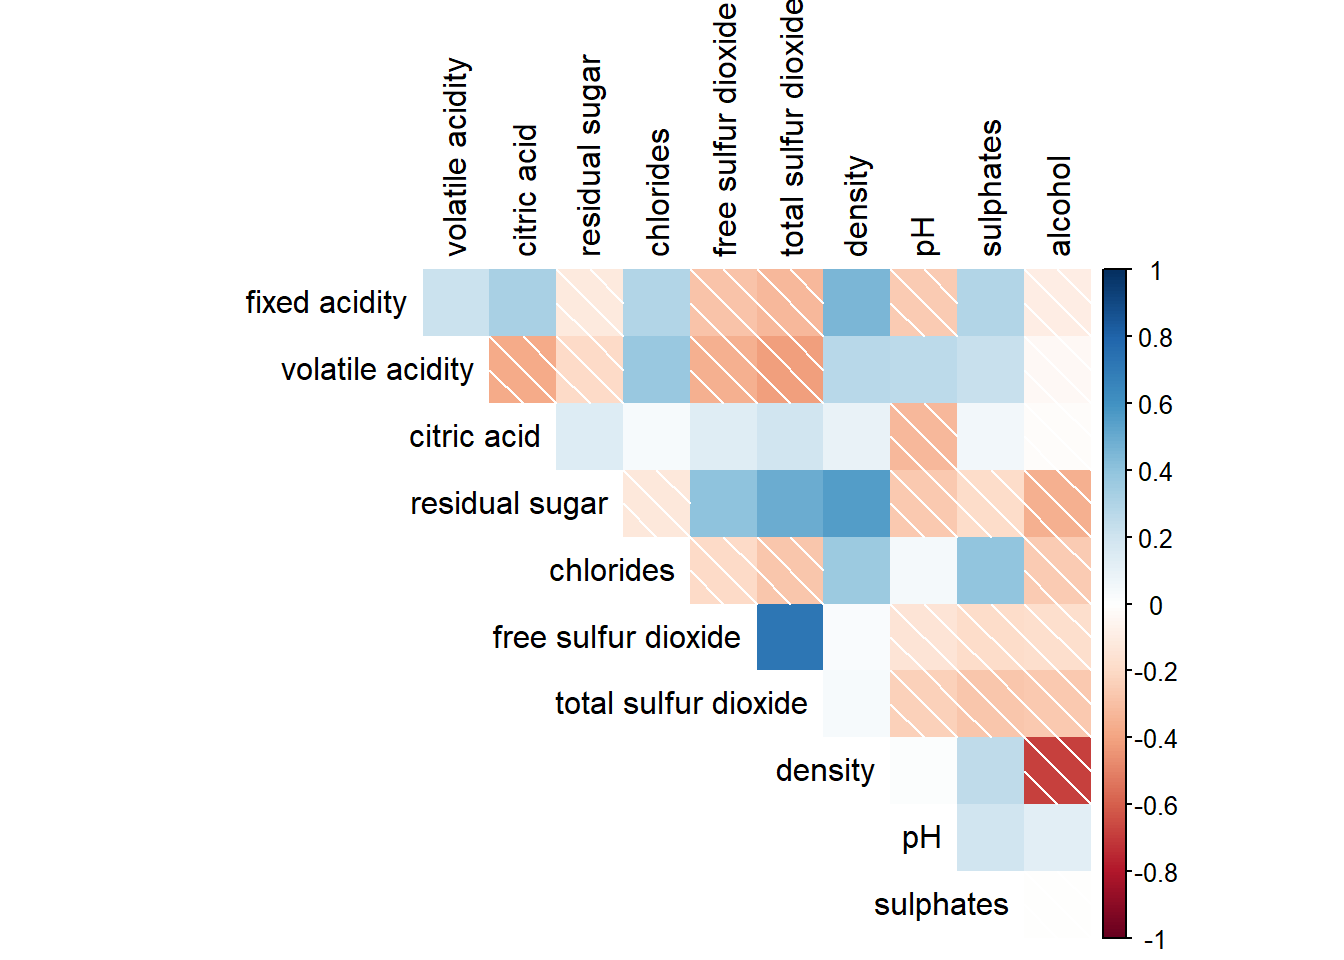 volatile acidity
citric acid
residual sugar
chlorides
free sulfur dioxide
total sulfur dioxide
density
pH
sulphates
alcohol
fixed acidity
volatile acidity
citric acid
residual sugar
chlorides
free sulfur dioxide
total sulfur dioxide
density
pH
sulphates
1
0.8
0.6
0.4
0.2
0
-0.2
-0.4
-0.6
-0.8
-1